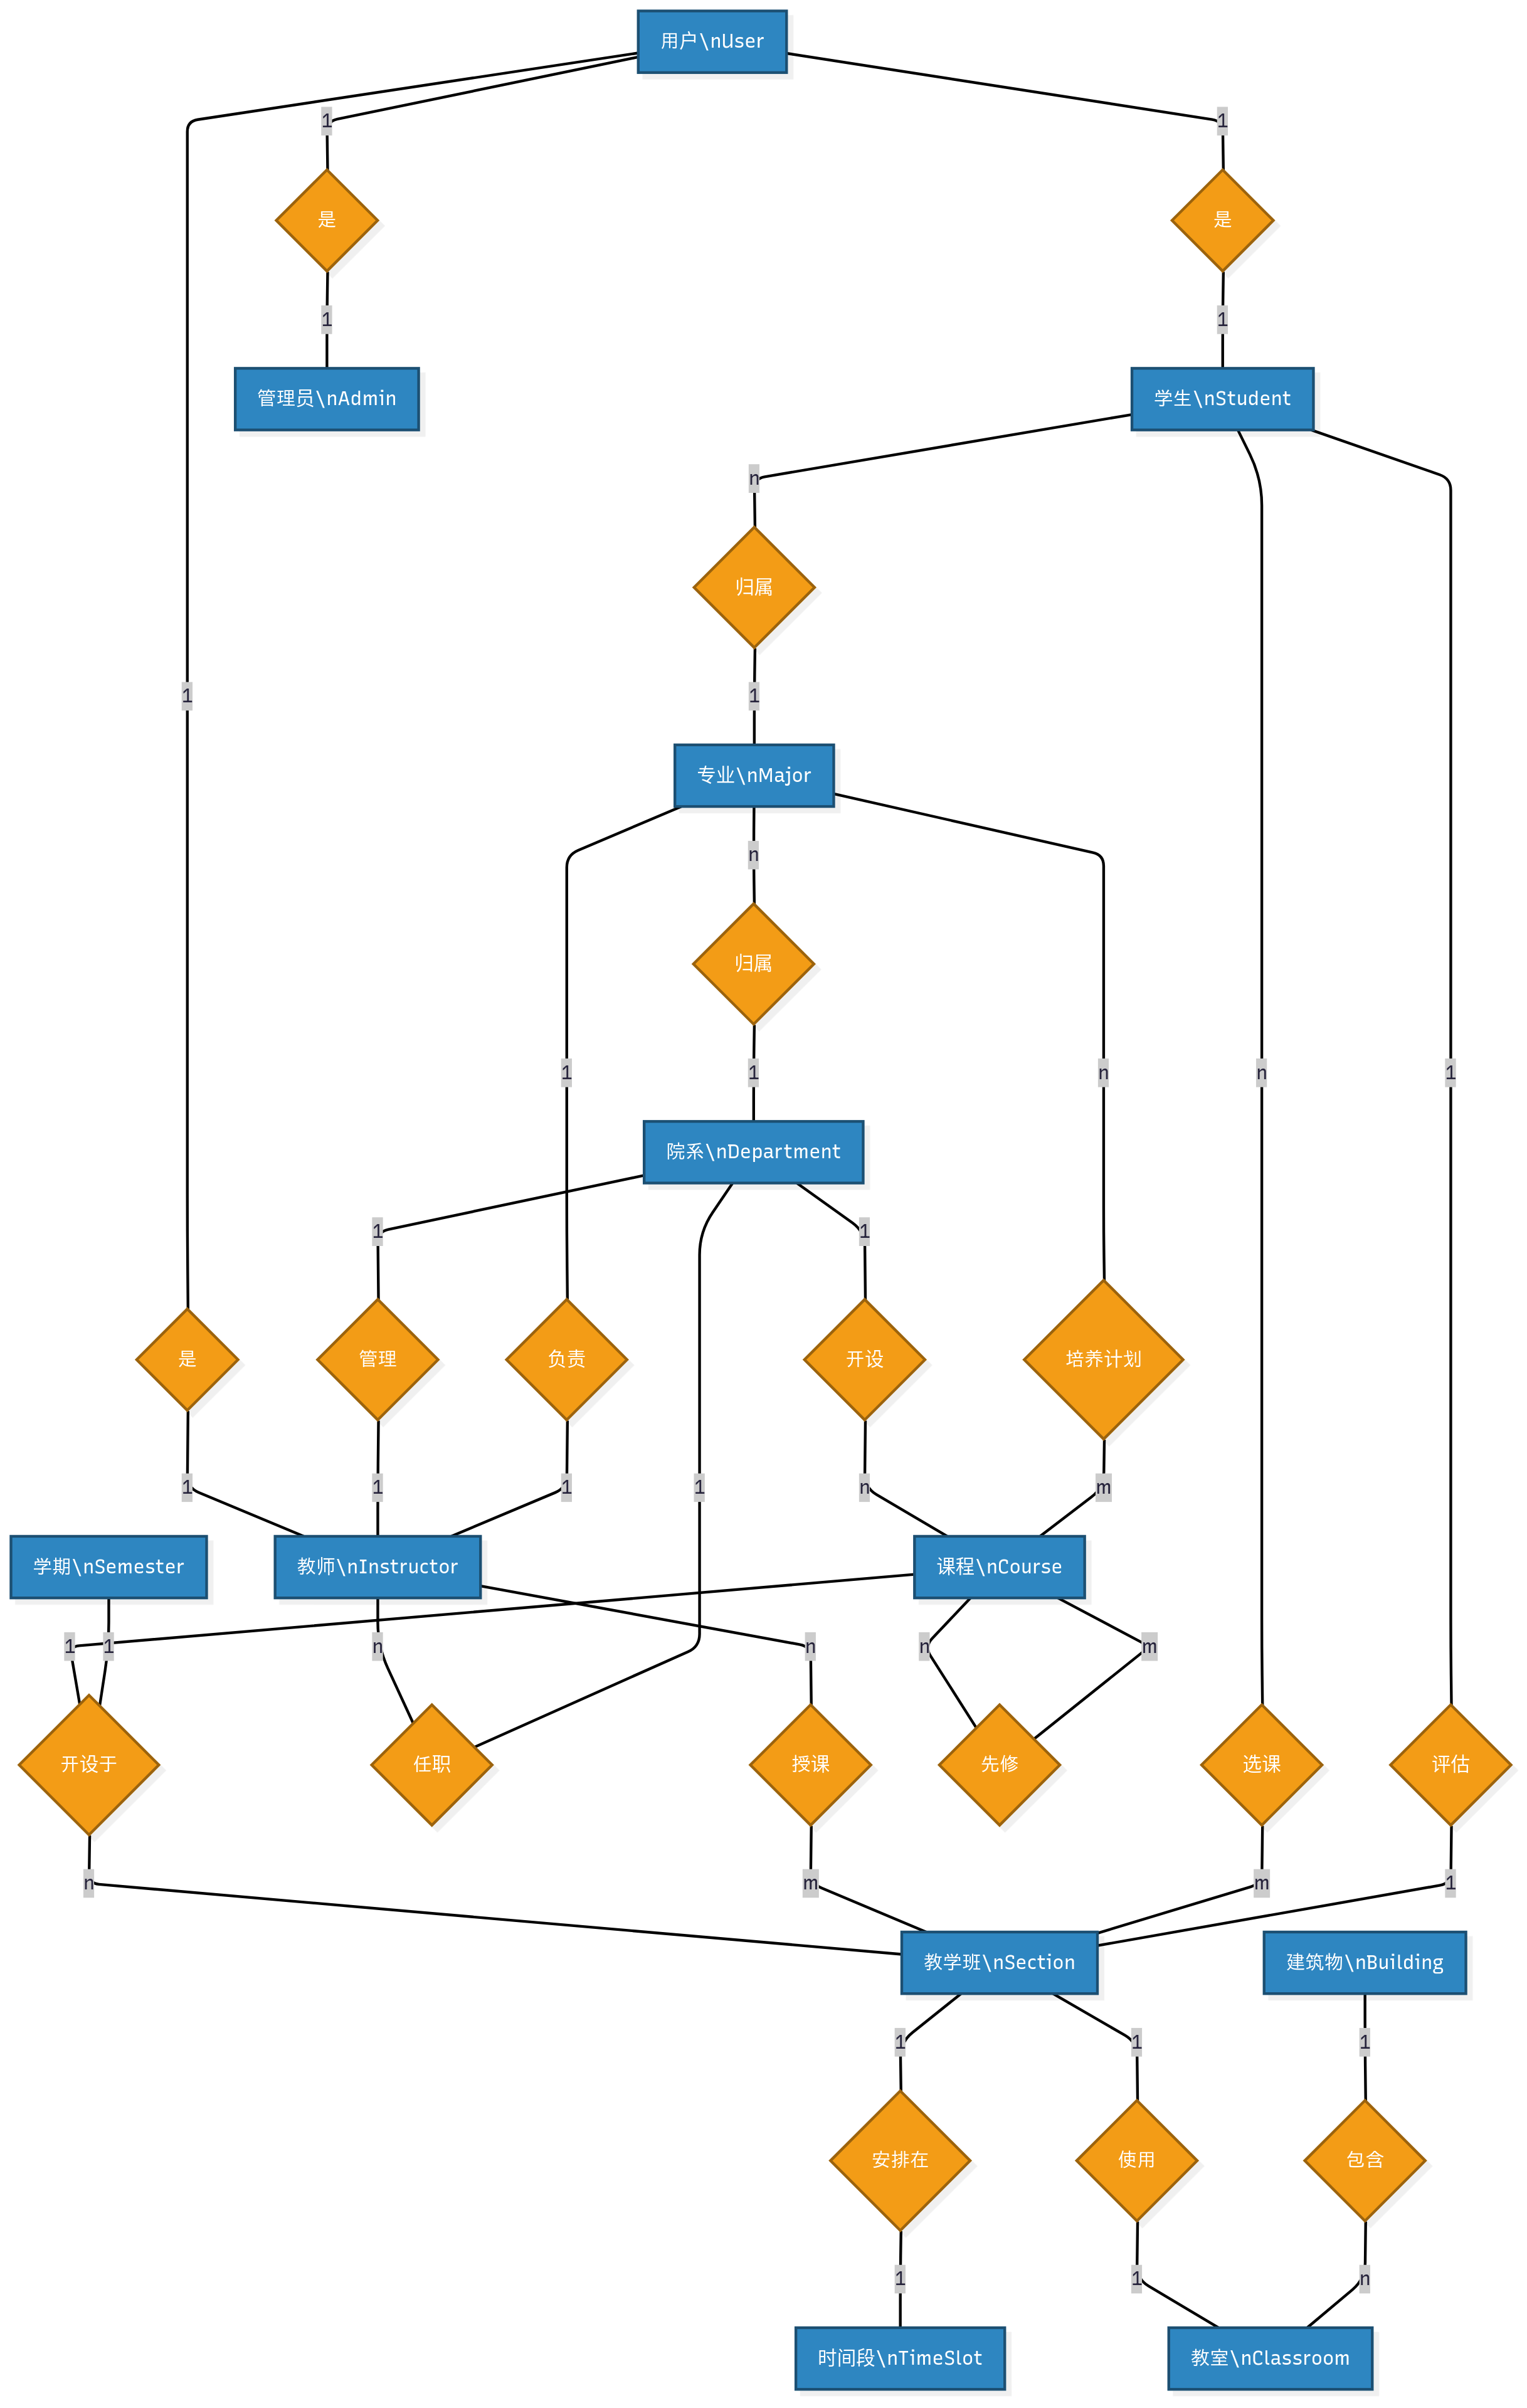 用户\nUser
1
1
是
是
1
1
管理员\nAdmin
学生\nStudent
n
归属
1
1
专业\nMajor
n
归属
1
1
n
n
1
院系\nDepartment
1
1
是
管理
负责
开设
培养计划
1
1
1
1
n
m
学期\nSemester
教师\nInstructor
课程\nCourse
1
1
n
n
n
m
开设于
任职
授课
先修
选课
评估
n
m
m
1
教学班\nSection
建筑物\nBuilding
1
1
1
安排在
使用
包含
1
1
n
时间段\nTimeSlot
教室\nClassroom